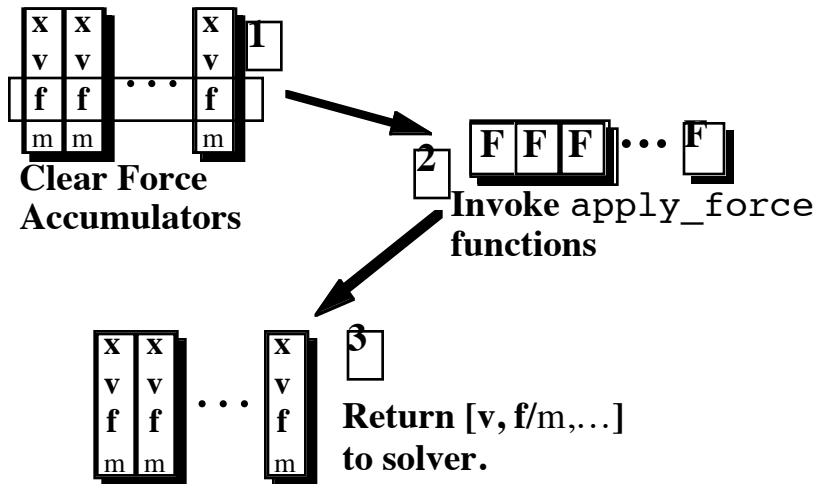 x x x 1
v v v
f f ... f
m m m
Clear Force
Accumulators
2
F F F ... F
Invoke apply_force
functions
x x x 3
v v v
f f ... f
m m m
Return [v, f/m,...]
to solver.